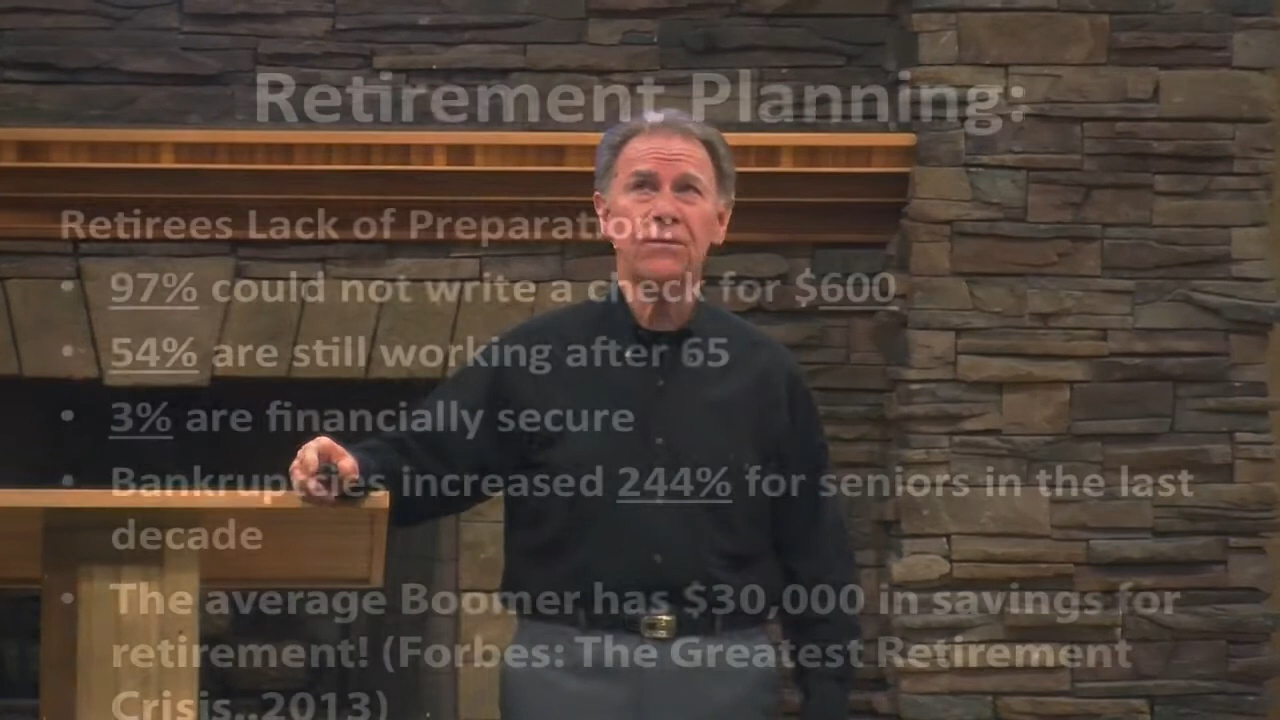 Retirement Planning:
Retirees Lack of Preparation:
• 97% could not write a check for $600
• 54% are still working after 65
• 3% are financially secure
• Bankruptcies increased 244% for seniors in the last
decade
• The average Boomer has $30,000 in savings for
retirement! (Forbes: The Greatest Retirement
Crisis..2013)